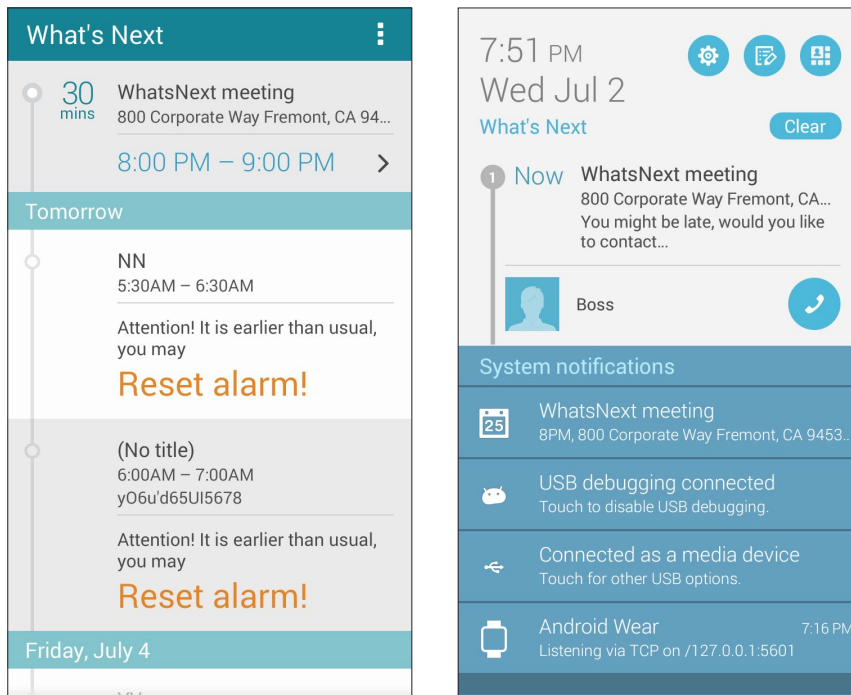 What's Next
30 mins
WhatsNext meeting
800 Corporate Way Fremont, CA 94...
8:00 PM – 9:00 PM
Tomorrow
NN
5:30AM – 6:30AM
Attention! It is earlier than usual,
you may
Reset alarm!
(No title)
6:00AM – 7:00AM
yO6u'd65UI5678
Attention! It is earlier than usual,
you may
Reset alarm!
Friday, July 4
7:51 PM
Wed Jul 2
What's Next
Clear
1 Now WhatsNext meeting
800 Corporate Way Fremont, CA...
You might be late, would you like
to contact...
Boss
System notifications
25
WhatsNext meeting
8PM, 800 Corporate Way Fremont, CA 9453..
USB debugging connected
Touch to disable USB debugging.
Connected as a media device
Touch for other USB options.
Android Wear 7:16 PM
Listening via TCP on /127.0.0.1:5601